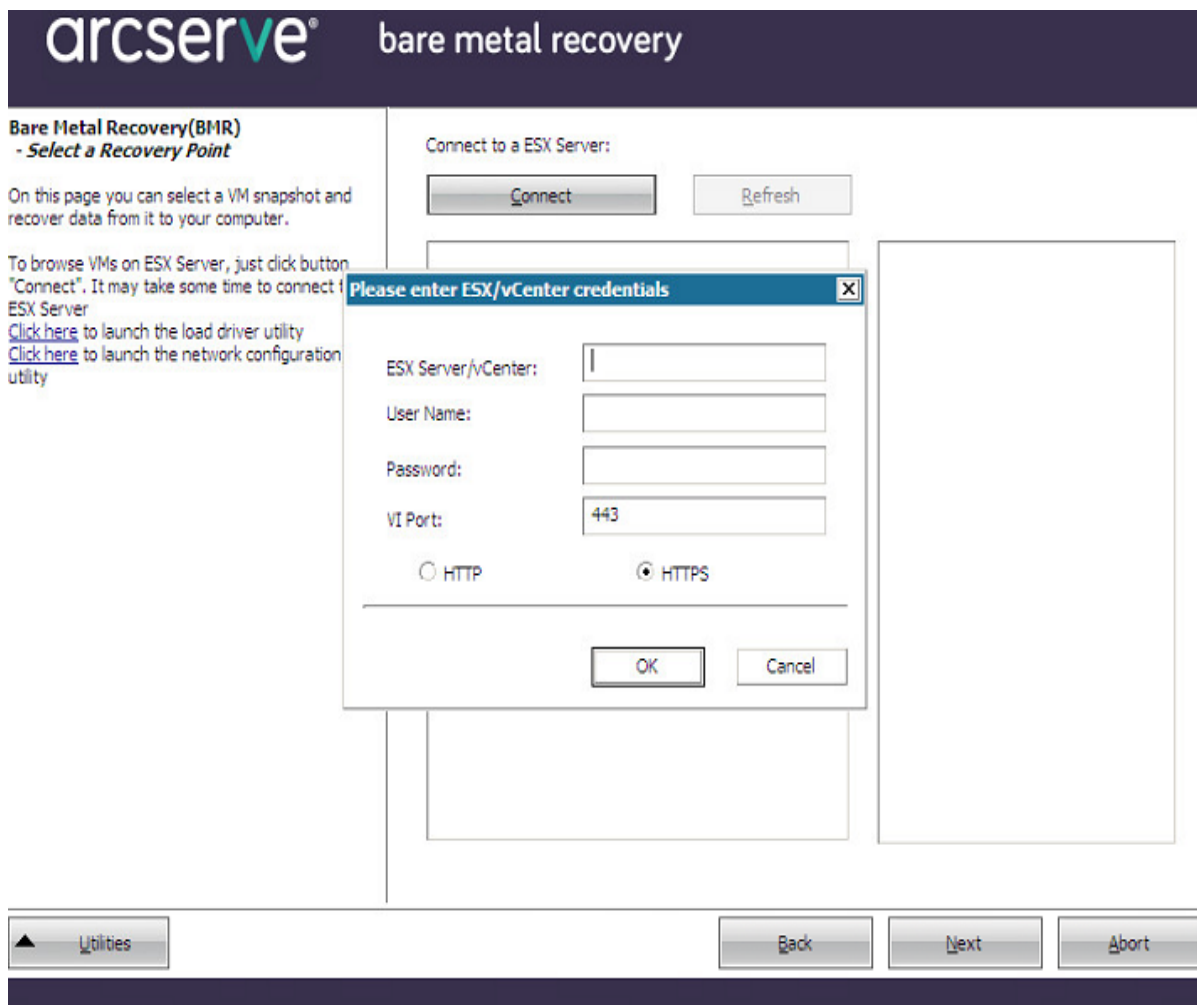 arcserve® bare metal recovery
Bare Metal Recovery(BMR)
- Select a Recovery Point
On this page you can select a VM snapshot and
recover data from it to your computer.
To browse VMs on ESX Server, just click button
"Connect". It may take some time to connect
ESX Server
Click here to launch the load driver utility
Click here to launch the network configuration
utility
Connect to a ESX Server:
Connect
Refresh
Please enter ESX/vCenter credentials
ESX Server/vCenter:
User Name:
Password:
VI Port:
443
HTTP
HTTPS
OK
Cancel
Utilities
Back
Next
Abort